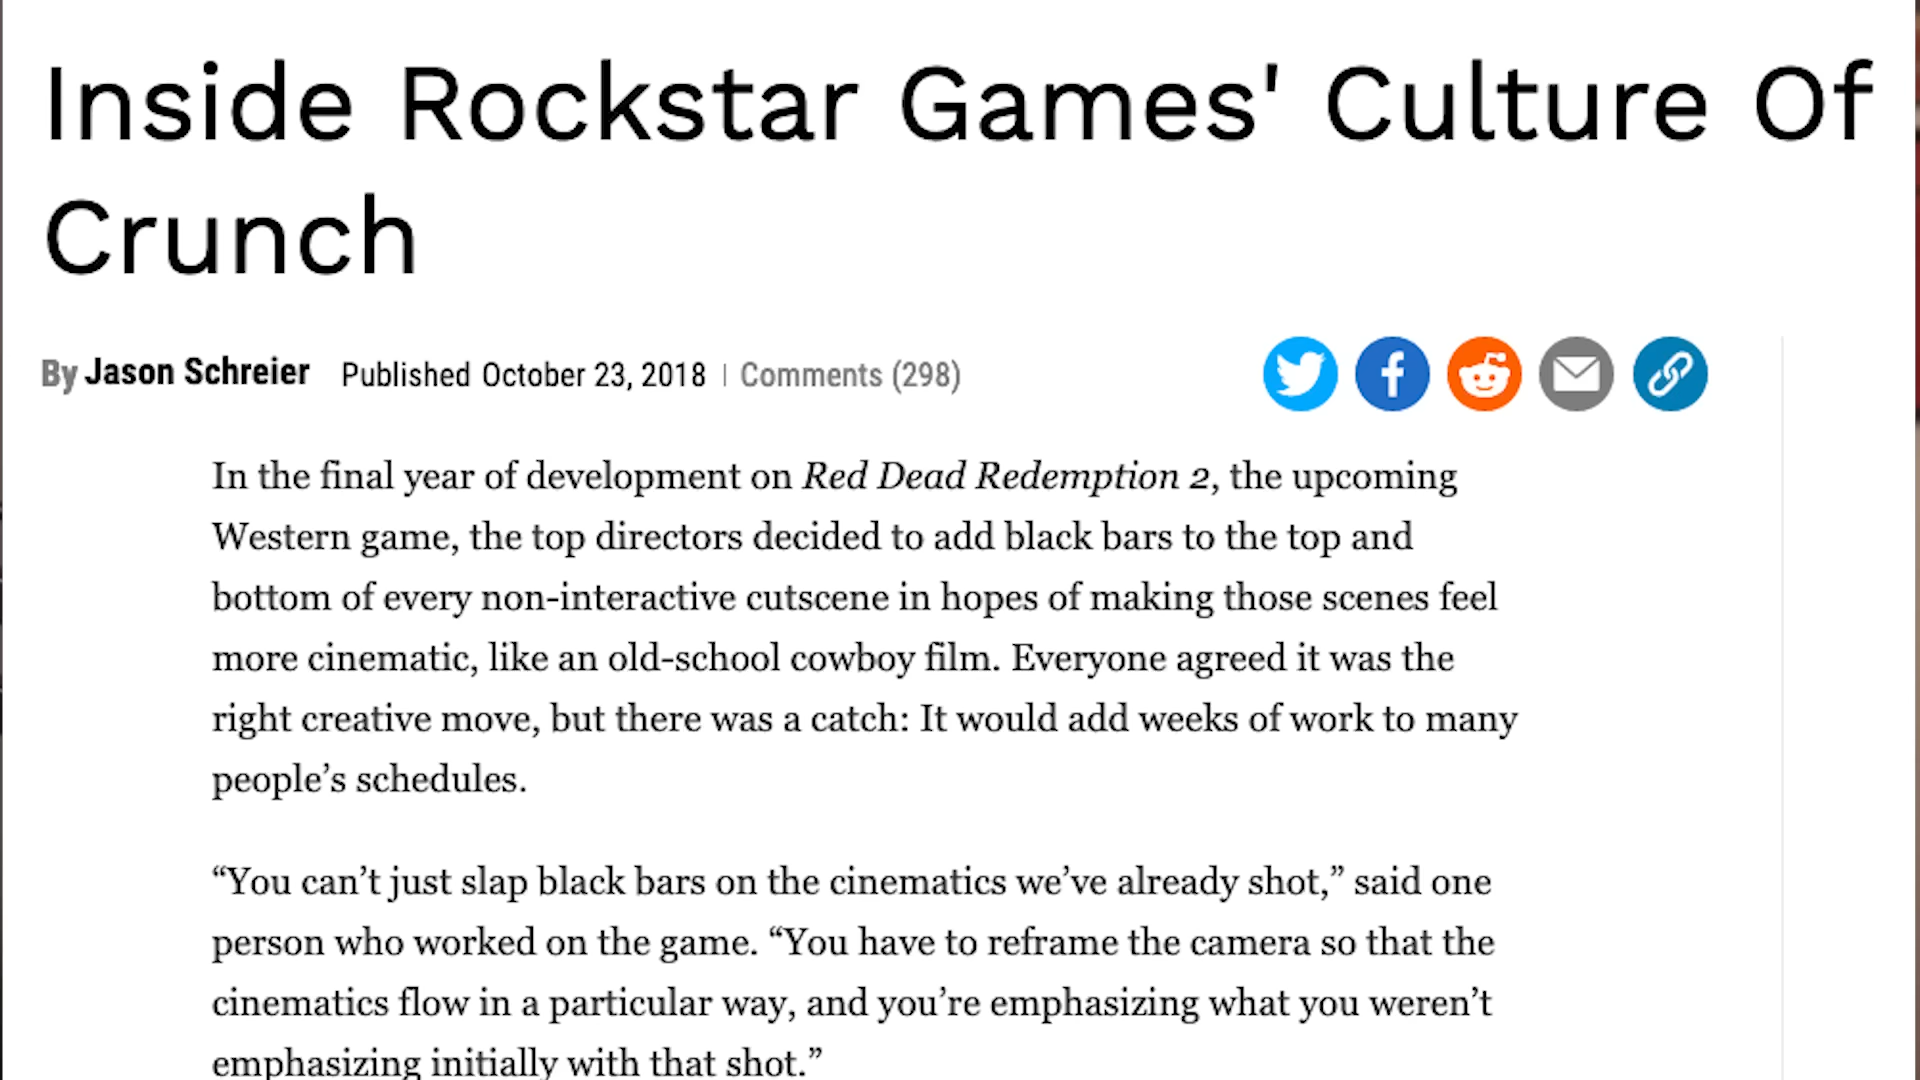 Inside Rockstar Games' Culture Of
Crunch
By Jason Schreier Published October 23, 2018 | Comments (298)
In the final year of development on Red Dead Redemption 2, the upcoming
Western game, the top directors decided to add black bars to the top and
bottom of every non-interactive cutscene in hopes of making those scenes feel
more cinematic, like an old-school cowboy film. Everyone agreed it was the
right creative move, but there was a catch: It would add weeks of work to many
people’s schedules.
“You can’t just slap black bars on the cinematics we’ve already shot,” said one
person who worked on the game. “You have to reframe the camera so that the
cinematics flow in a particular way, and you’re emphasizing what you weren’t
emphasizing initially with that shot.”